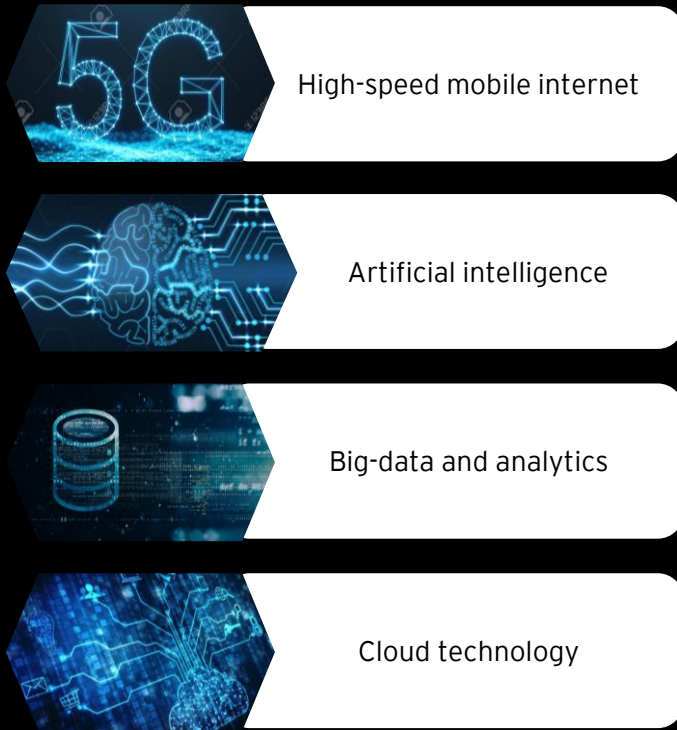 5G
High-speed mobile internet
Artificial intelligence
Big-data and analytics
Cloud technology